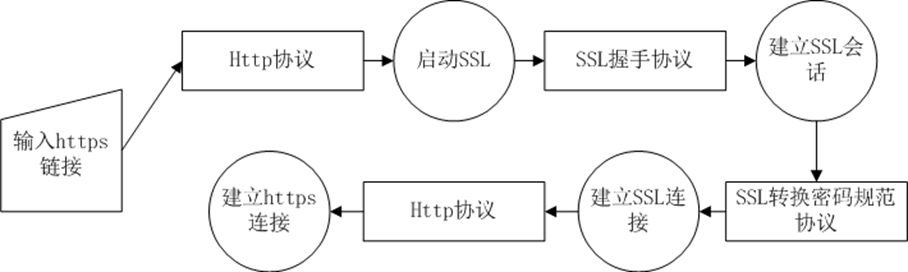 Http协议
启动SSL
SSL握手协议
建立SSL会
话
输入https
链接
建立https
连接
Http协议
建立SSL连
接
SSL转换密码规范
协议